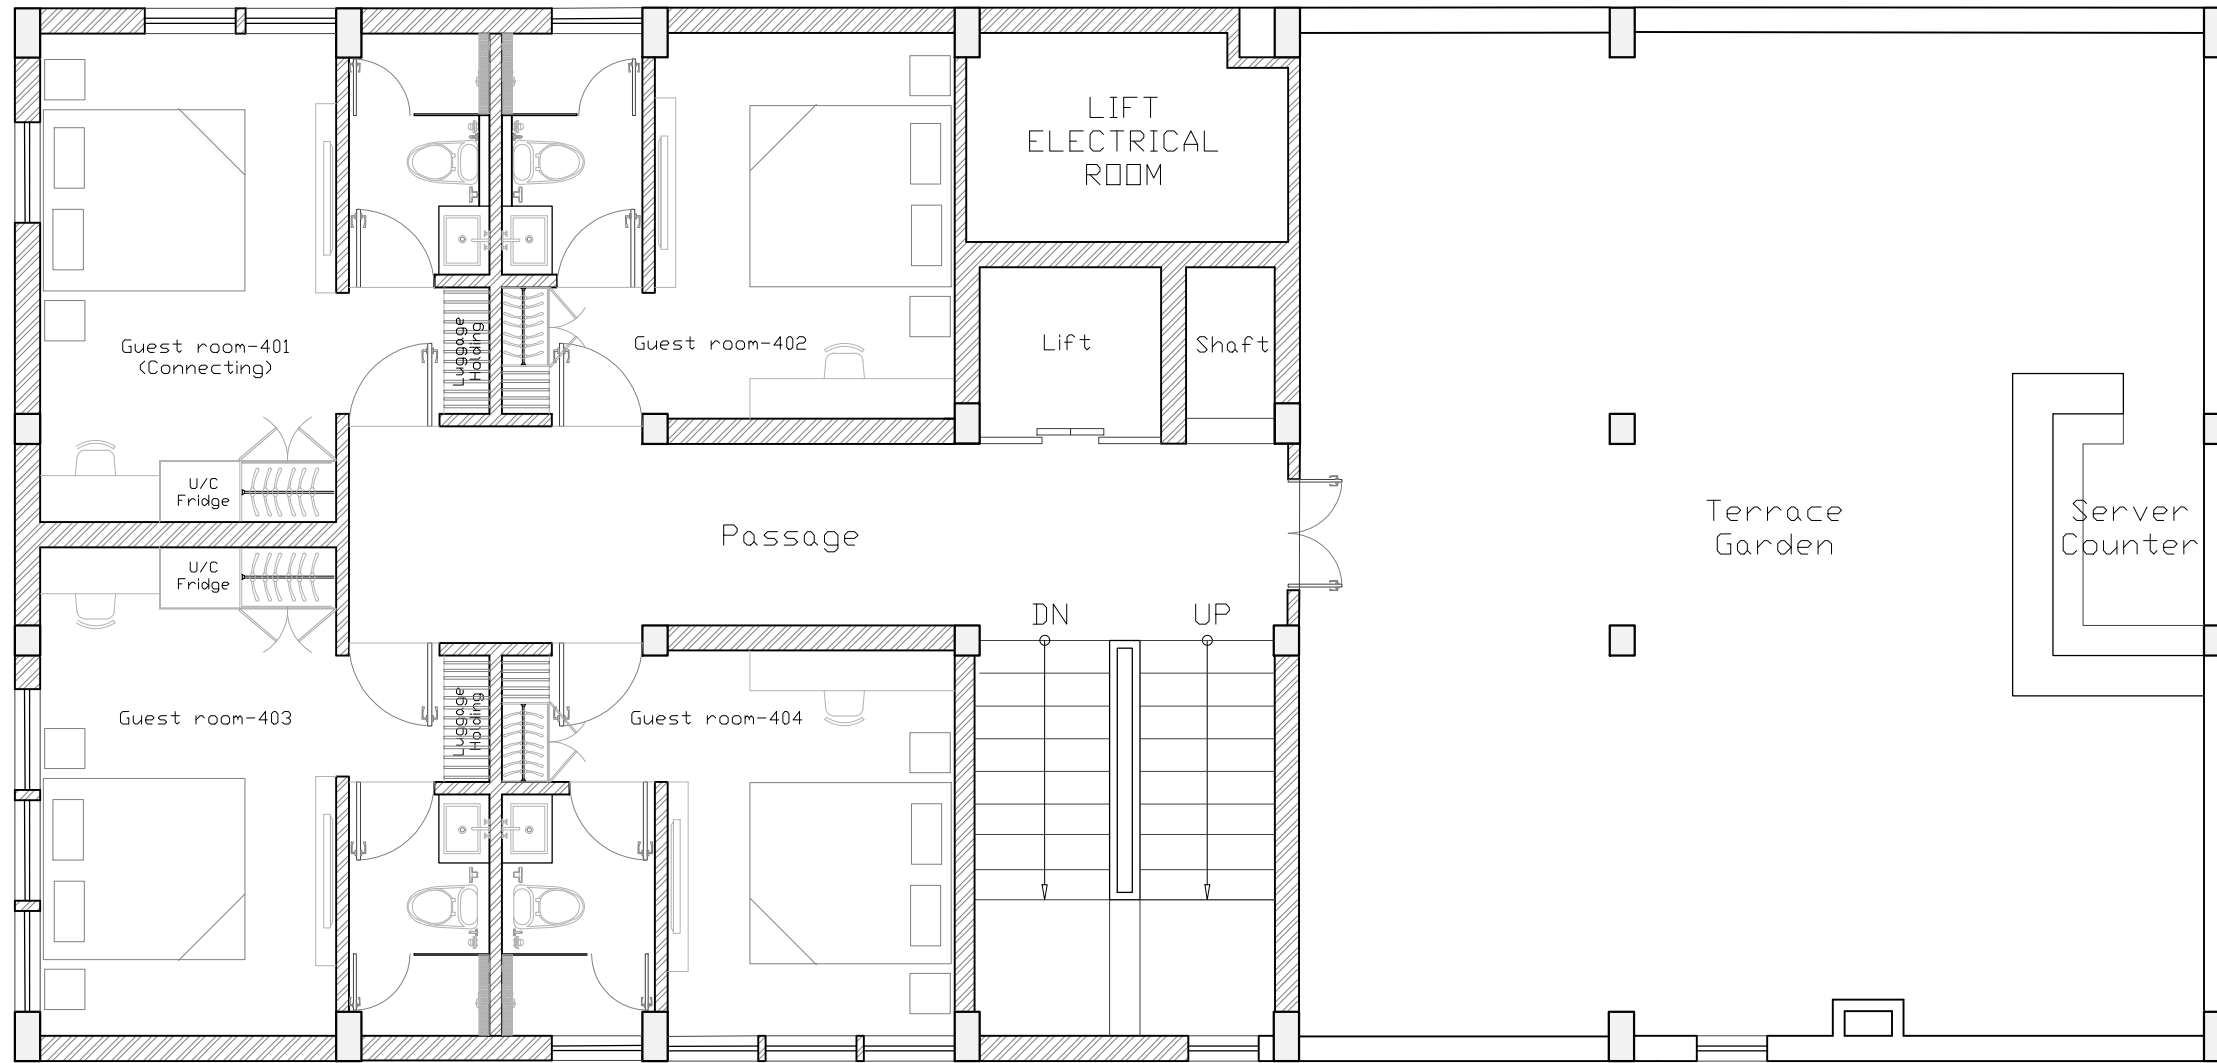 LIFT
ELECTRICAL
ROOM
Guest room-401
(Connecting)
Luggage
Holding
Guest room-402
Lift
Shaft
U/C
Fridge
Passage
Terrace
Garden
Server
Counter
U/C
Fridge
DN
UP
Guest room-403
Luggage
Holding
Guest room-404